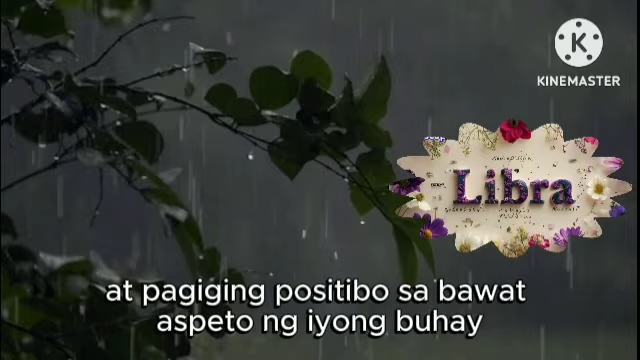 KINEMASTER
Libra
at pagiging positibo sa bawat
aspeto ng iyong buhay